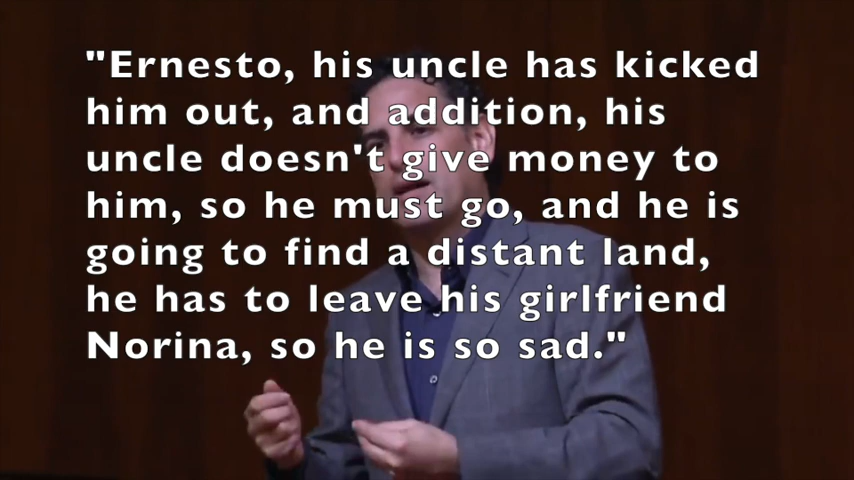 "Ernesto, his uncle has kicked
him out, and addition, his
uncle doesn't give money to
him, so he must go, and he is
going to find a distant land,
he has to leave his girlfriend
Norina, so he is so sad."